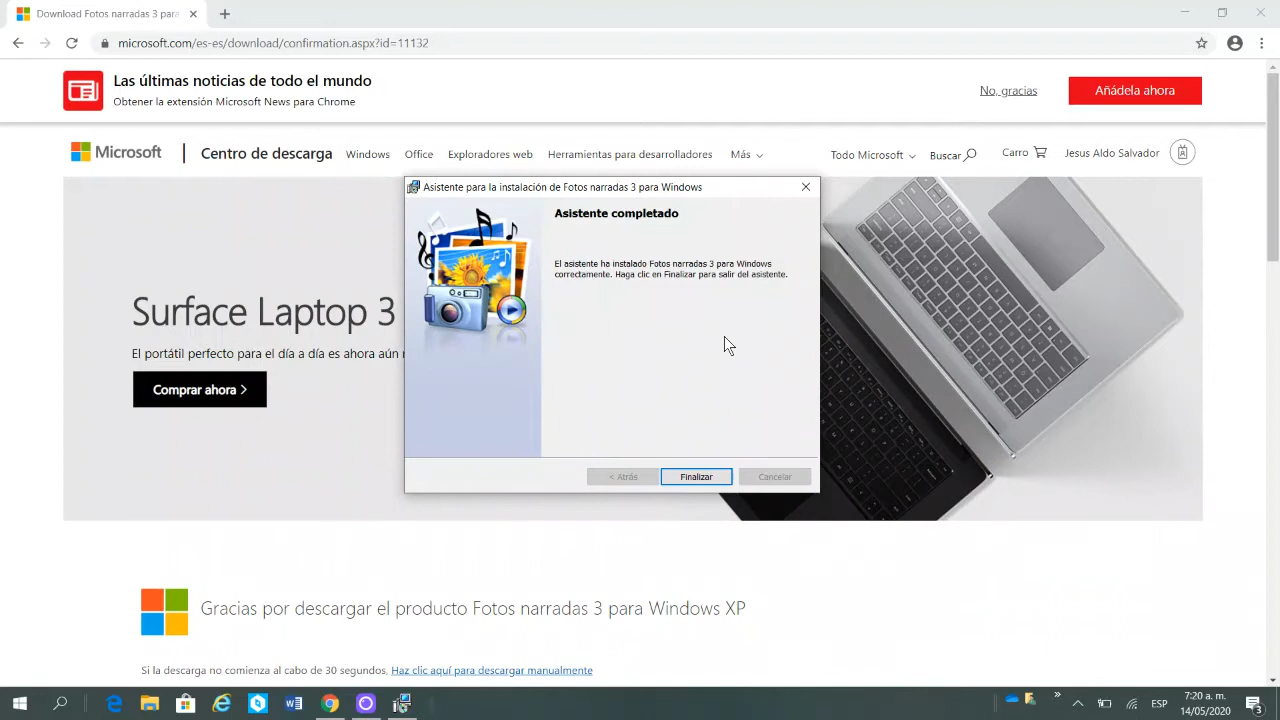 Download Fotos narradas 3 para
microsoft.com/es-es/download/confirmation.aspx?id=11132
Las últimas noticias de todo el mundo
Obtener la extensión Microsoft News para Chrome
No, gracias
Añádela ahora
Microsoft
Centro de descarga
Windows
Office
Exploradores web
Herramientas para desarrolladores
Más
Todo Microsoft
Buscar
Carro
Jesus Aldo Salvador
Asistente para la instalación de Fotos narradas 3 para Windows
Asistente completado
El asistente ha instalado Fotos narradas 3 para Windows
correctamente. Haga clic en Finalizar para salir del asistente.
Surface Laptop 3
El portátil perfecto para el día a día es ahora aún
Comprar ahora >
< Atrás
Finalizar
Cancelar
Gracias por descargar el producto Fotos narradas 3 para Windows XP
Si la descarga no comienza al cabo de 30 segundos, Haz clic aquí para descargar manualmente
ESP
7:20 a. m.
14/05/2020
3